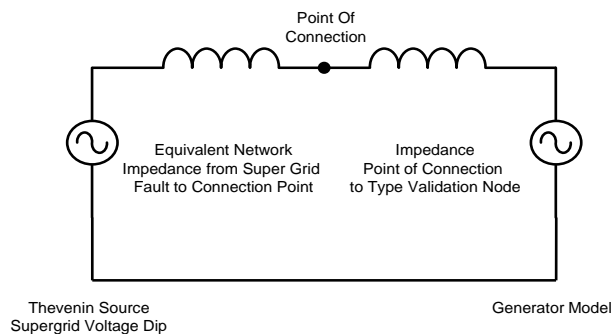 Point Of
Connection
Equivalent Network
Impedance from Super Grid
Fault to Connection Point
Impedance
Point of Connection
to Type Validation Node
Thevenin Source
Supergrid Voltage Dip
Generator Model